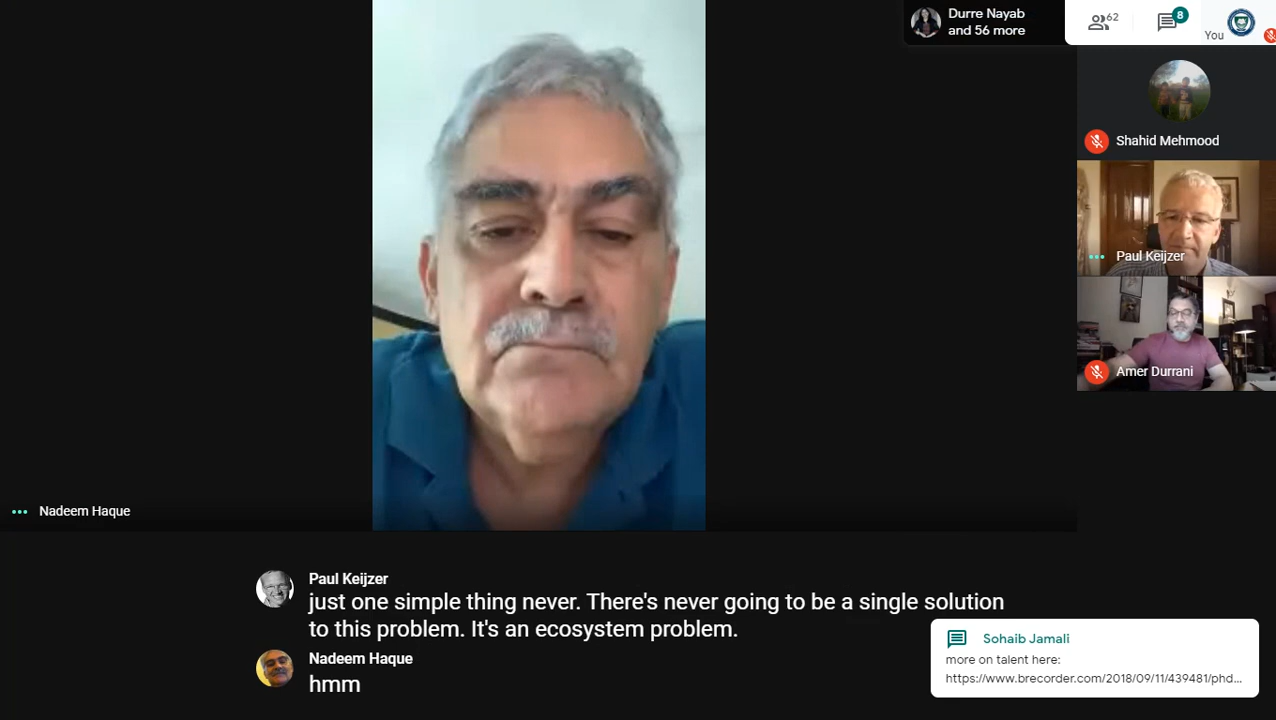 Durre Nayab
and 56 more
62
8
You
Shahid Mehmood
Paul Keijzer
Amer Durrani
Nadeem Haque
Paul Keijzer
just one simple thing never. There's never going to be a single solution
to this problem. It's an ecosystem problem.
Nadeem Haque
hmm
Sohaib Jamali
more on talent here:
https://www.brecorder.com/2018/09/11/439481/phd...